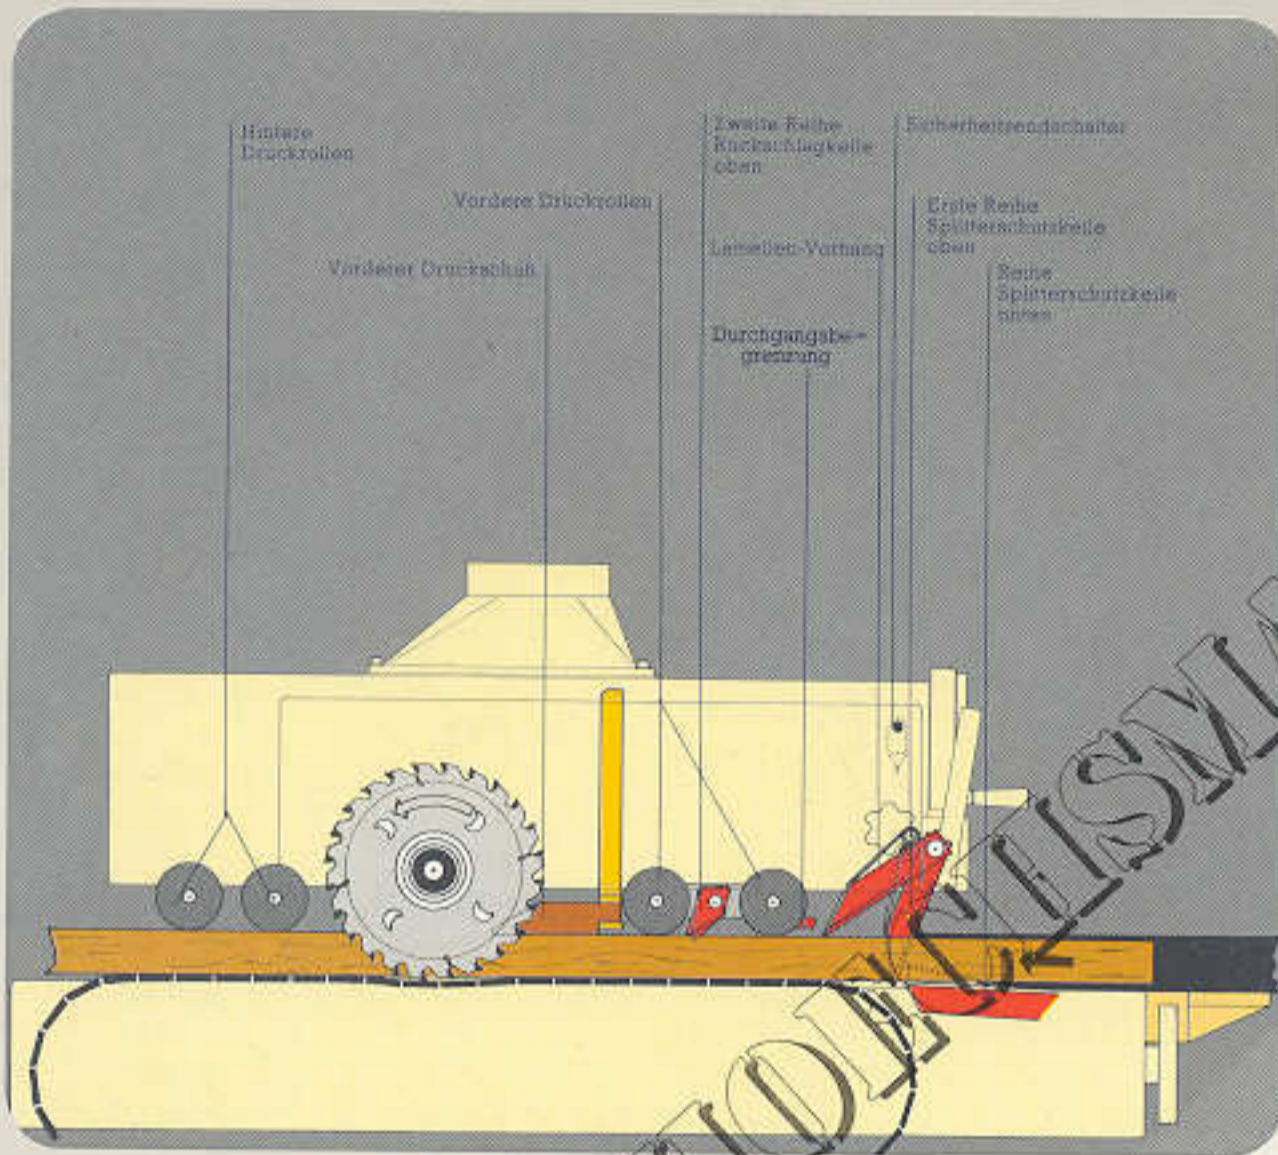 Hintere
Druckrollen
Zweite Reihe
Rückschlagkeile
oben
Sicherheitsendschalter
Vordere Druckrollen
Erste Reihe
Splitterschutzkeile
oben
Lamellen-Vorhang
Vorderer Druckschuh
Reihe
Splitterschutzkeile
unten
Durchgangsbe-
grenzung